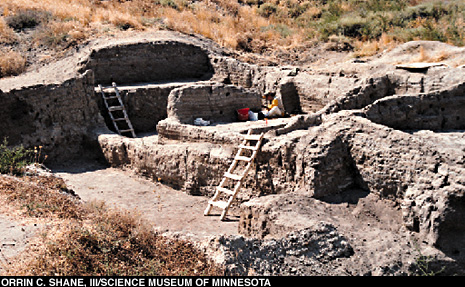 ORRIN C. SHANE, III/SCIENCE MUSEUM OF MINNESOTA